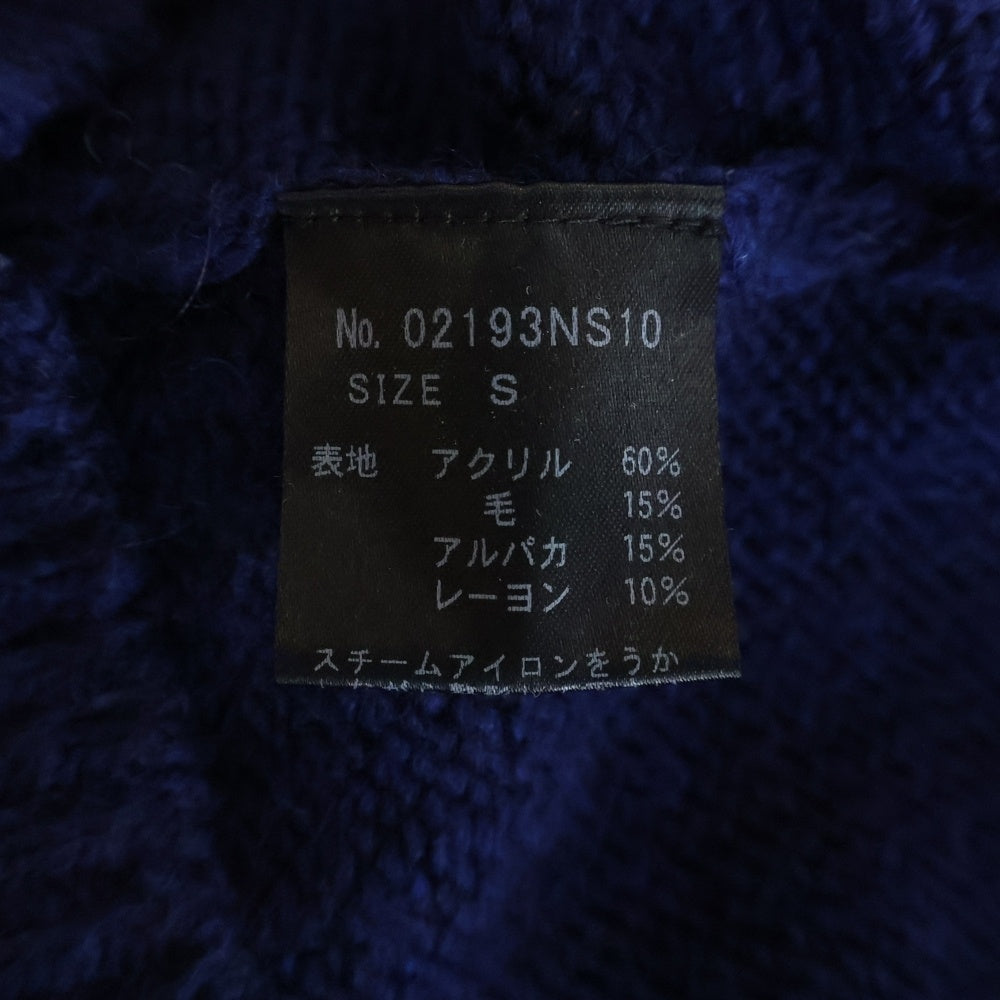 No. 02193NS10
SIZE S
表地 アクリル 60%
毛 15%
アルパカ 15%
レーヨン 10%
スチームアイロンをうか